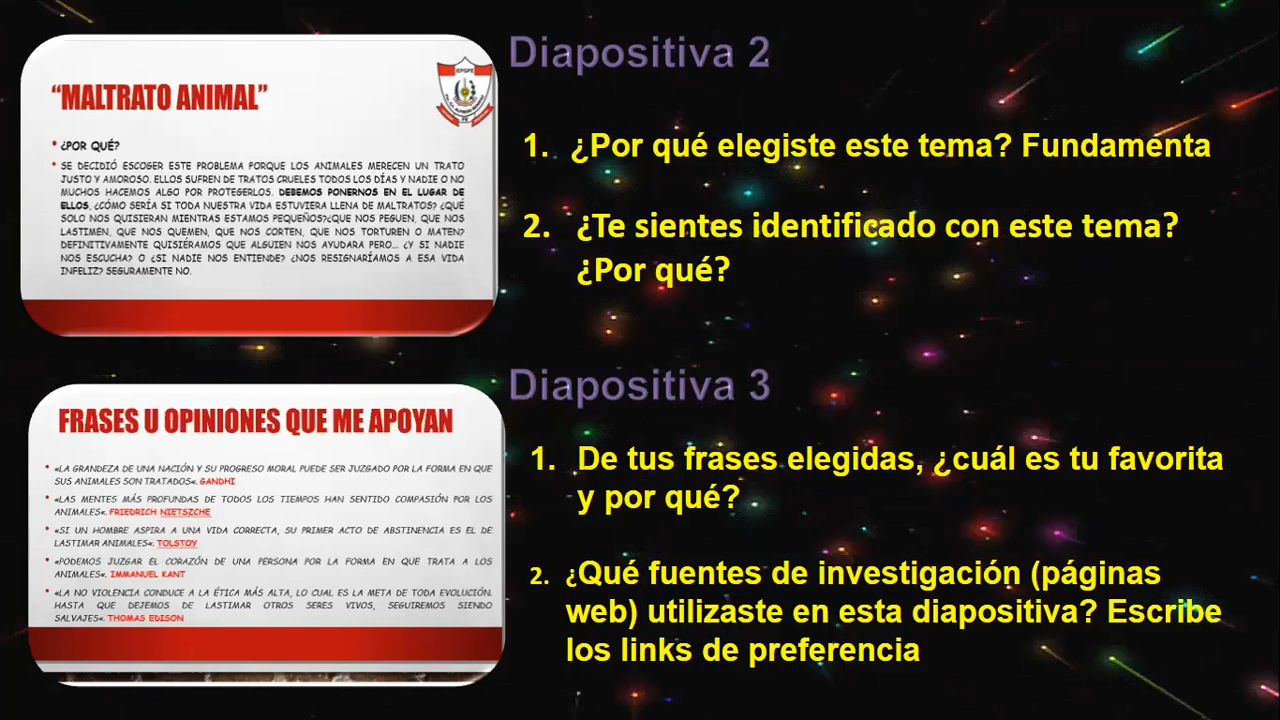 “MALTRATO ANIMAL”
IEPGPE
• ¿POR QUÉ?
• SE DECIDIÓ ESCOGER ESTE PROBLEMA PORQUE LOS ANIMALES MERECEN UN TRATO
JUSTO Y AMOROSO. ELLOS SUFREN DE TRATOS CRUELES TODOS LOS DÍAS Y NADIE O NO
MUCHOS HACEMOS ALGO POR PROTEGERLOS. DEBEMOS PONERNOS EN EL LUGAR DE
ELLOS, ¿CÓMO SERÍA SI TODA NUESTRA VIDA ESTUVIERA LLENA DE MALTRATOS? ¿QUÉ
SOLO NOS QUISIERAN MIENTRAS ESTAMOS PEQUEÑOS?¿QUE NOS PEGUEN, QUE NOS
LASTIMEN, QUE NOS QUEMEN, QUE NOS CORTEN, QUE NOS TORTUREN O MATEN?
DEFINITIVAMENTE QUISIÉRAMOS QUE ALGUIEN NOS AYUDARA PERO... ¿Y SI NADIE
NOS ESCUCHA? O ¿SI NADIE NOS ENTIENDE? ¿NOS RESIGNARÍAMOS A ESA VIDA
INFELIZ? SEGURAMENTE NO.
Diapositiva 2
1. ¿Por qué elegiste este tema? Fundamenta
2. ¿Te sientes identificado con este tema?
¿Por qué?
FRASES U OPINIONES QUE ME APOYAN
• «LA GRANDEZA DE UNA NACIÓN Y SU PROGRESO MORAL PUEDE SER JUZGADO POR LA FORMA EN QUE
SUS ANIMALES SON TRATADOS«. GANDHI
• «LAS MENTES MÁS PROFUNDAS DE TODOS LOS TIEMPOS HAN SENTIDO COMPASIÓN POR LOS
ANIMALES«. FRIEDRICH NIETSZCHE
• «SI UN HOMBRE ASPIRA A UNA VIDA CORRECTA, SU PRIMER ACTO DE ABSTINENCIA ES EL DE
LASTIMAR ANIMALES«. TOLSTOY
• «PODEMOS JUZGAR EL CORAZÓN DE UNA PERSONA POR LA FORMA EN QUE TRATA A LOS
ANIMALES«. IMMANUEL KANT
• «LA NO VIOLENCIA CONDUCE A LA ÉTICA MÁS ALTA, LO CUAL ES LA META DE TODA EVOLUCIÓN.
HASTA QUE DEJEMOS DE LASTIMAR OTROS SERES VIVOS, SEGUIREMOS SIENDO
SALVAJES«. THOMAS EDISON
Diapositiva 3
1. De tus frases elegidas, ¿cuál es tu favorita
y por qué?
2. ¿Qué fuentes de investigación (páginas
web) utilizaste en esta diapositiva? Escribe
los links de preferencia